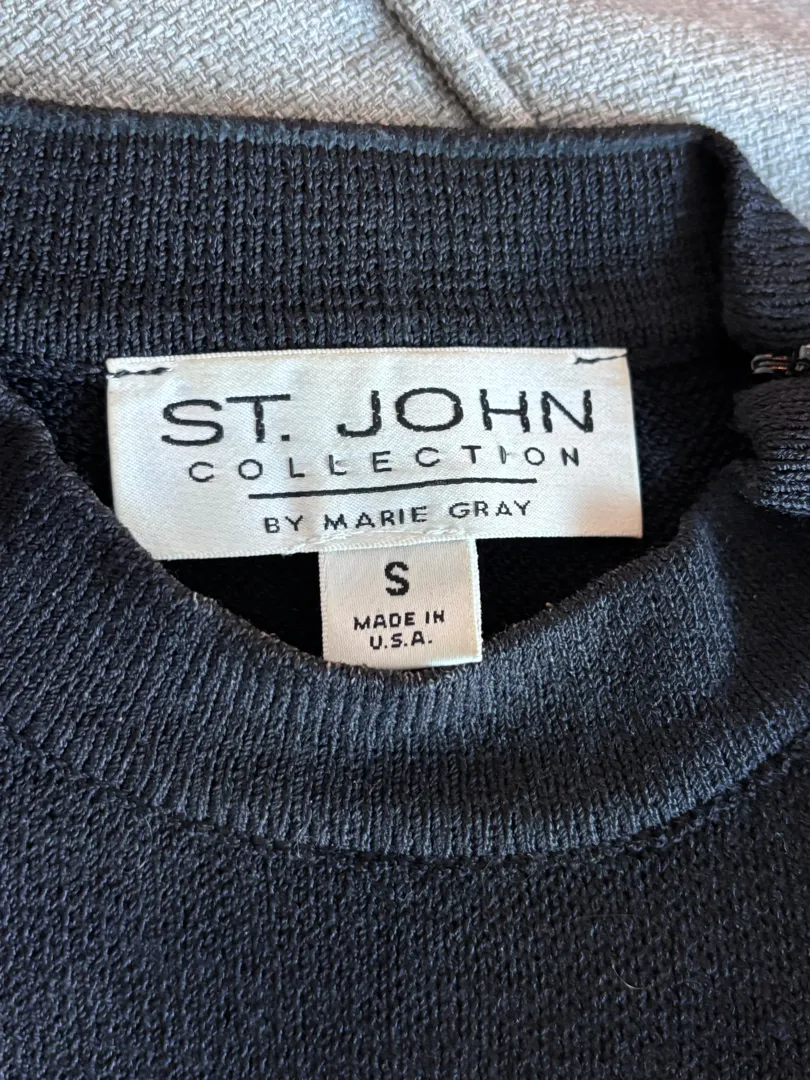 ST. JOHN
COLLECTION
BY MARIE GRAY
S
MADE IN
U.S.A.